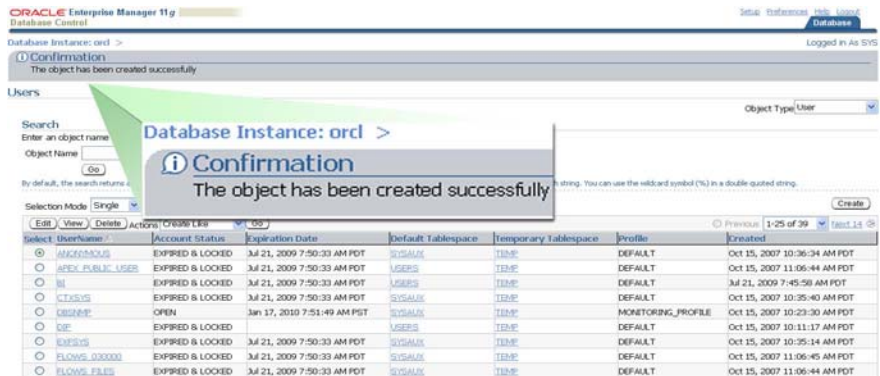 ORACLE Enterprise Manager 11g
Database Control
Setup Preferences Help Logout
Database
Database Instance: orcl >
Logged in As SYS
Confirmation
The object has been created successfully
Users
Object Type User
Search
Enter an object name
Object Name
Go
By default, the search returns
string. You can use the wildcard symbol (%) in a double quoted string.
Database Instance: orcl >
Confirmation
The object has been created successfully
Selection Mode Single
Create
Edit View Delete Actions Create Like Go
Previous 1-25 of 39 Next 14
Select UserName Account Status Expiration Date Default Tablespace Temporary Tablespace Profile Created
ANONYMOUS EXPIRED & LOCKED Jul 21, 2009 7:50:33 AM PDT SYSAUX TEMP DEFAULT Oct 15, 2007 10:36:34 AM PDT
APEX_PUBLIC_USER EXPIRED & LOCKED Jul 21, 2009 7:50:33 AM PDT USERS TEMP DEFAULT Oct 15, 2007 11:06:44 AM PDT
BI EXPIRED & LOCKED Jul 21, 2009 7:50:33 AM PDT USERS TEMP DEFAULT Jul 21, 2009 7:45:58 AM PDT
CTXSYS EXPIRED & LOCKED Jul 21, 2009 7:50:33 AM PDT SYSAUX TEMP DEFAULT Oct 15, 2007 10:35:40 AM PDT
DBSNMP OPEN Jan 17, 2010 7:51:49 AM PST SYSAUX TEMP MONITORING_PROFILE Oct 15, 2007 10:23:30 AM PDT
DIP EXPIRED & LOCKED USERS TEMP DEFAULT Oct 15, 2007 10:11:17 AM PDT
EXFSYS EXPIRED & LOCKED Jul 21, 2009 7:50:33 AM PDT SYSAUX TEMP DEFAULT Oct 15, 2007 10:35:14 AM PDT
FLOWS_030000 EXPIRED & LOCKED Jul 21, 2009 7:50:33 AM PDT SYSAUX TEMP DEFAULT Oct 15, 2007 11:06:45 AM PDT
FLOWS_FILES EXPIRED & LOCKED Jul 21, 2009 7:50:33 AM PDT SYSAUX TEMP DEFAULT Oct 15, 2007 11:06:44 AM PDT